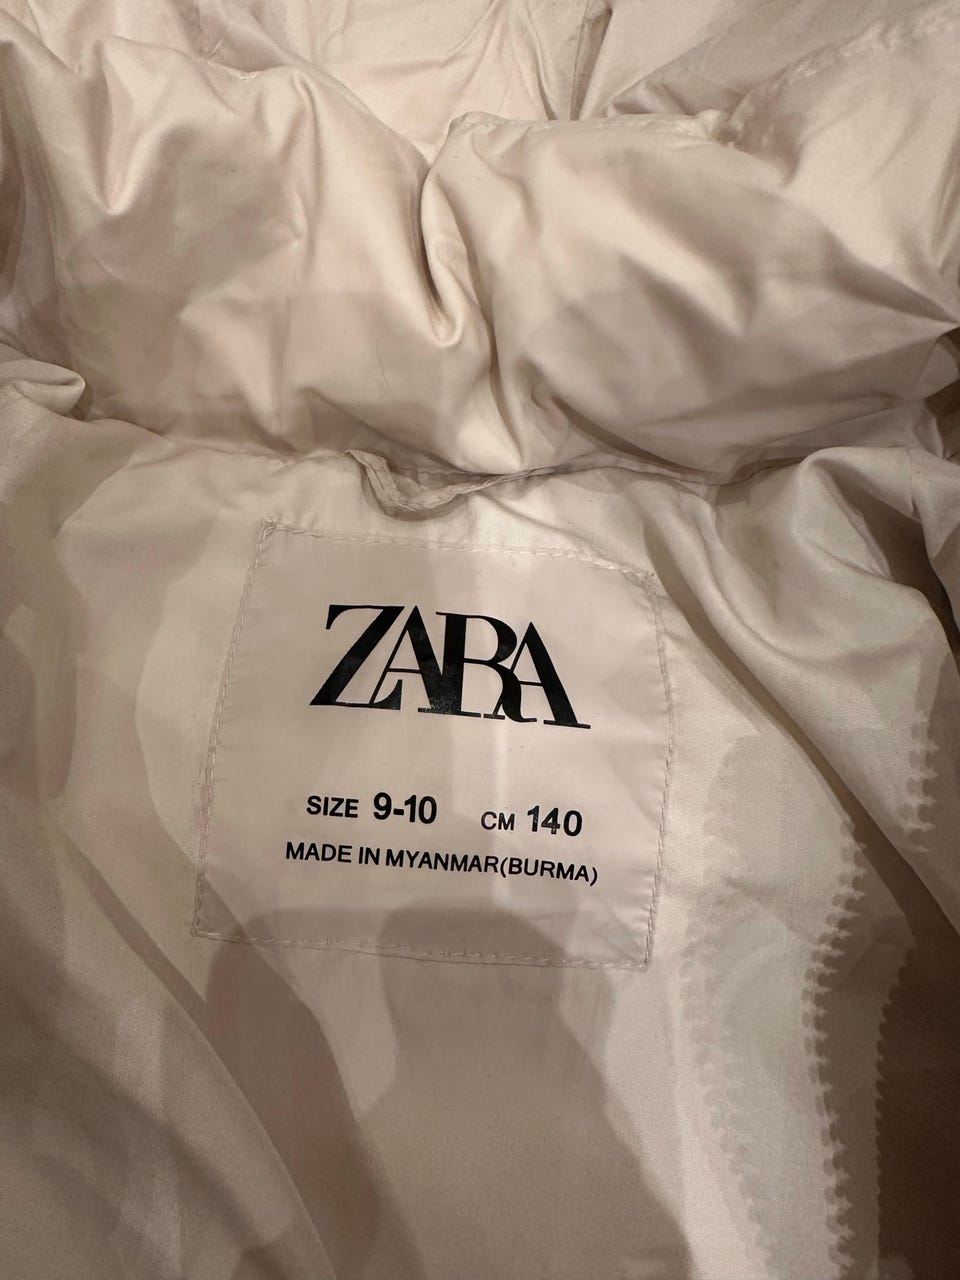 ZARA
SIZE 9-10 CM 140
MADE IN MYANMAR(BURMA)